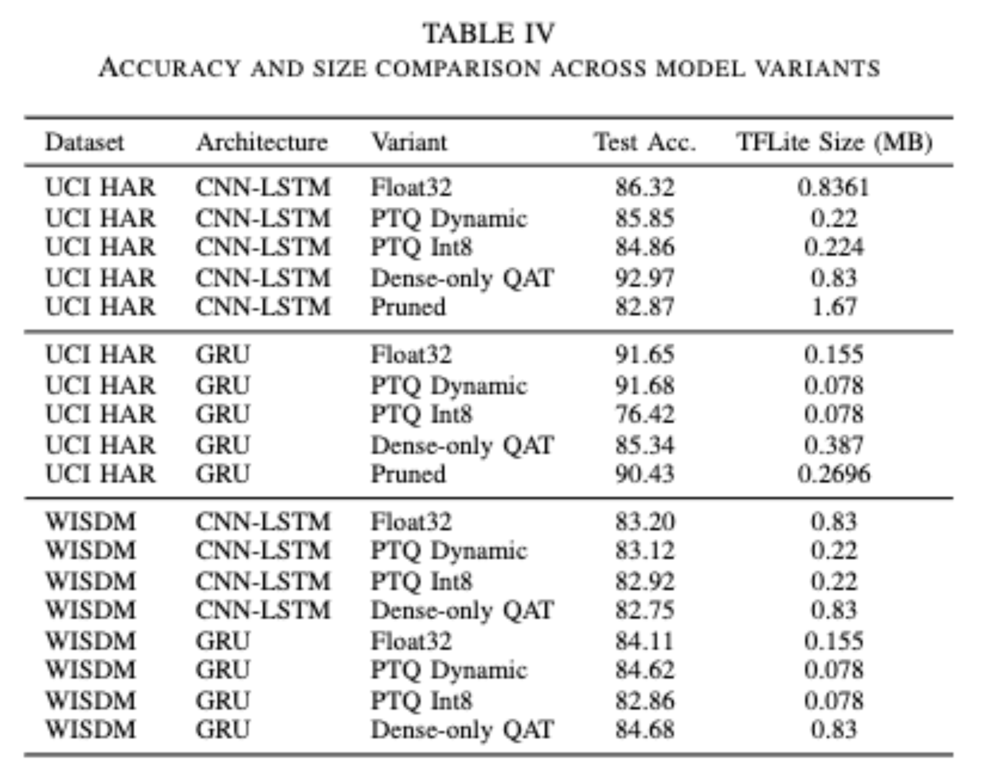 TABLE IV
ACCURACY AND SIZE COMPARISON ACROSS MODEL VARIANTS
Dataset Architecture Variant Test Acc. TFLite Size (MB)
UCI HAR CNN-LSTM Float32 86.32 0.8361
UCI HAR CNN-LSTM PTQ Dynamic 85.85 0.22
UCI HAR CNN-LSTM PTQ Int8 84.86 0.224
UCI HAR CNN-LSTM Dense-only QAT 92.97 0.83
UCI HAR CNN-LSTM Pruned 82.87 1.67
UCI HAR GRU Float32 91.65 0.155
UCI HAR GRU PTQ Dynamic 91.68 0.078
UCI HAR GRU PTQ Int8 76.42 0.078
UCI HAR GRU Dense-only QAT 85.34 0.387
UCI HAR GRU Pruned 90.43 0.2696
WISDM CNN-LSTM Float32 83.20 0.83
WISDM CNN-LSTM PTQ Dynamic 83.12 0.22
WISDM CNN-LSTM PTQ Int8 82.92 0.22
WISDM CNN-LSTM Dense-only QAT 82.75 0.83
WISDM GRU Float32 84.11 0.155
WISDM GRU PTQ Dynamic 84.62 0.078
WISDM GRU PTQ Int8 82.86 0.078
WISDM GRU Dense-only QAT 84.68 0.83